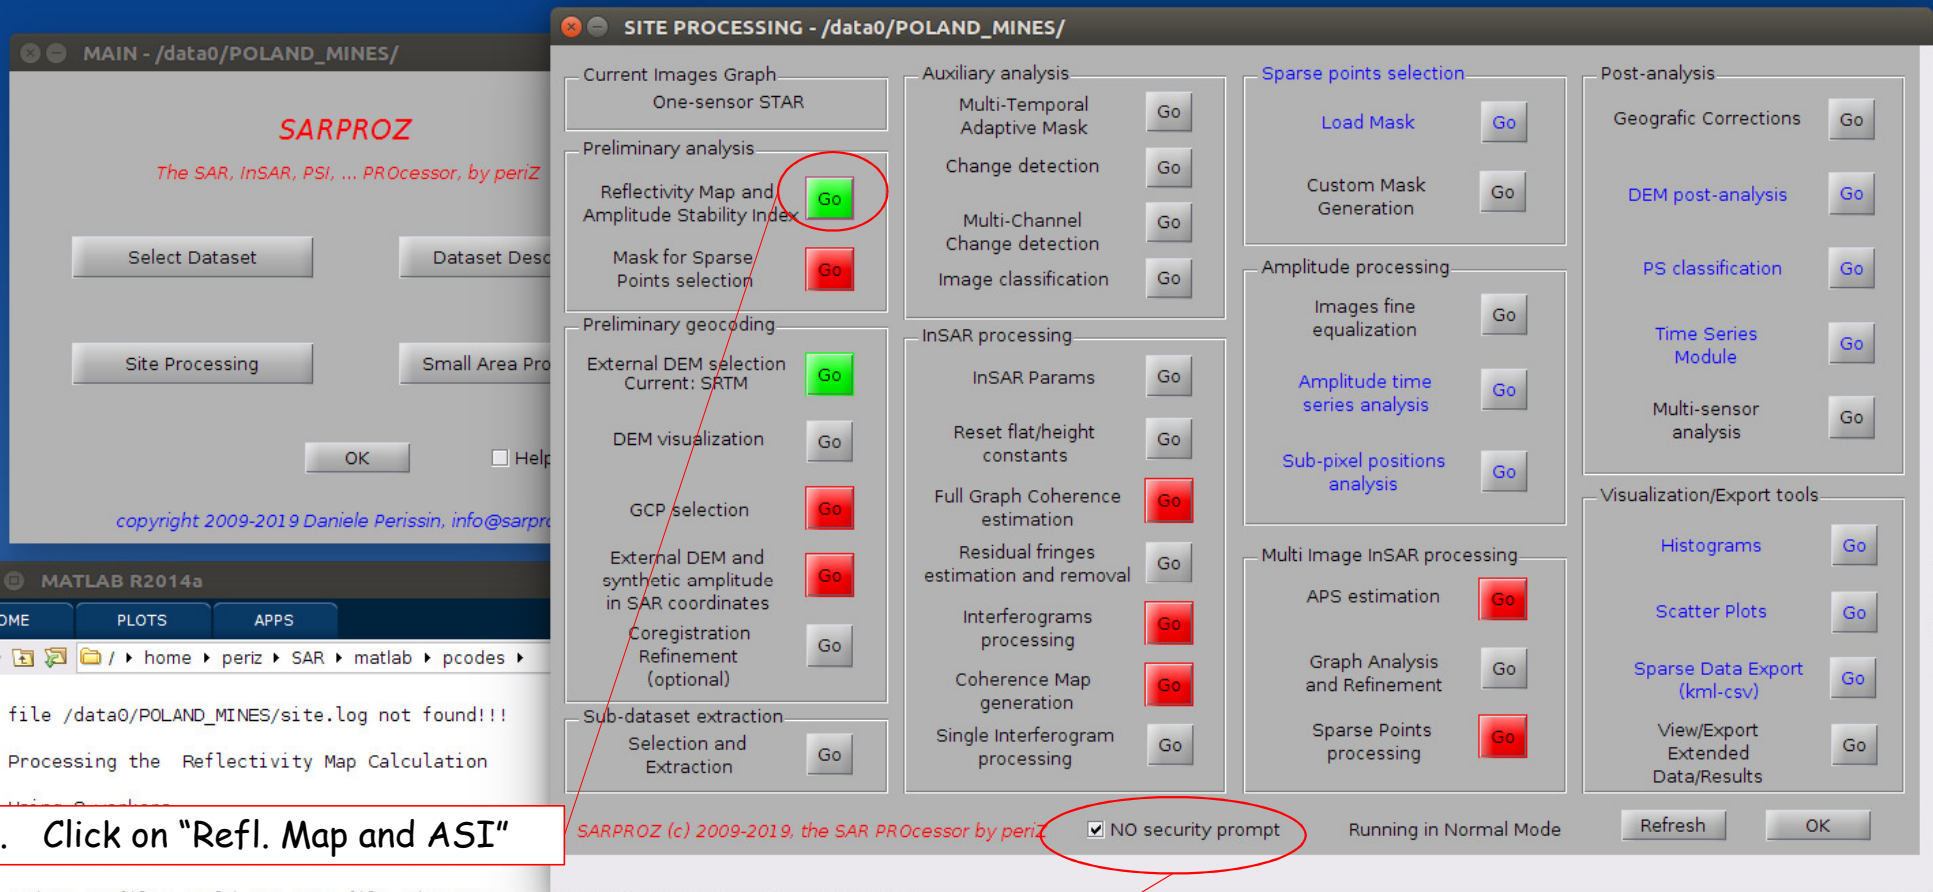 MAIN - /data0/POLAND_MINES/
SARPROZ
The SAR, InSAR, PSI, ... PROcessor, by periZ
Select Dataset
Dataset Desc
Site Processing
Small Area Pro
OK
Help
copyright 2009-2019 Daniele Perissin, info@sarpro
MATLAB R2014a
OME PLOTS APPS
/ home periz SAR matlab pcodes
file /data0/POLAND_MINES/site.log not found!!!
Processing the Reflectivity Map Calculation
. Click on “Refl. Map and ASI”
SITE PROCESSING - /data0/POLAND_MINES/
Current Images Graph
One-sensor STAR
Preliminary analysis
Reflectivity Map and
Amplitude Stability Index
Go
Mask for Sparse
Points selection
Go
Preliminary geocoding
External DEM selection
Current: SRTM
Go
DEM visualization
Go
GCP selection
Go
External DEM and
synthetic amplitude
in SAR coordinates
Go
Coregistration
Refinement
(optional)
Go
Sub-dataset extraction
Selection and
Extraction
Go
Auxiliary analysis
Multi-Temporal
Adaptive Mask
Go
Change detection
Go
Multi-Channel
Change detection
Go
Image classification
Go
InSAR processing
InSAR Params
Go
Reset flat/height
constants
Go
Full Graph Coherence
estimation
Go
Residual fringes
estimation and removal
Go
Interferograms
processing
Go
Coherence Map
generation
Go
Single Interferogram
processing
Go
Sparse points selection
Load Mask
Go
Custom Mask
Generation
Go
Amplitude processing
Images fine
equalization
Go
Amplitude time
series analysis
Go
Sub-pixel positions
analysis
Go
Multi Image InSAR processing
APS estimation
Go
Graph Analysis
and Refinement
Go
Sparse Points
processing
Go
Post-analysis
Geografic Corrections
Go
DEM post-analysis
Go
PS classification
Go
Time Series
Module
Go
Multi-sensor
analysis
Go
Visualization/Export tools
Histograms
Go
Scatter Plots
Go
Sparse Data Export
(kml-csv)
Go
View/Export
Extended
Data/Results
Go
SARPROZ (c) 2009-2019, the SAR PROcessor by periZ
NO security prompt
Running in Normal Mode
Refresh
OK